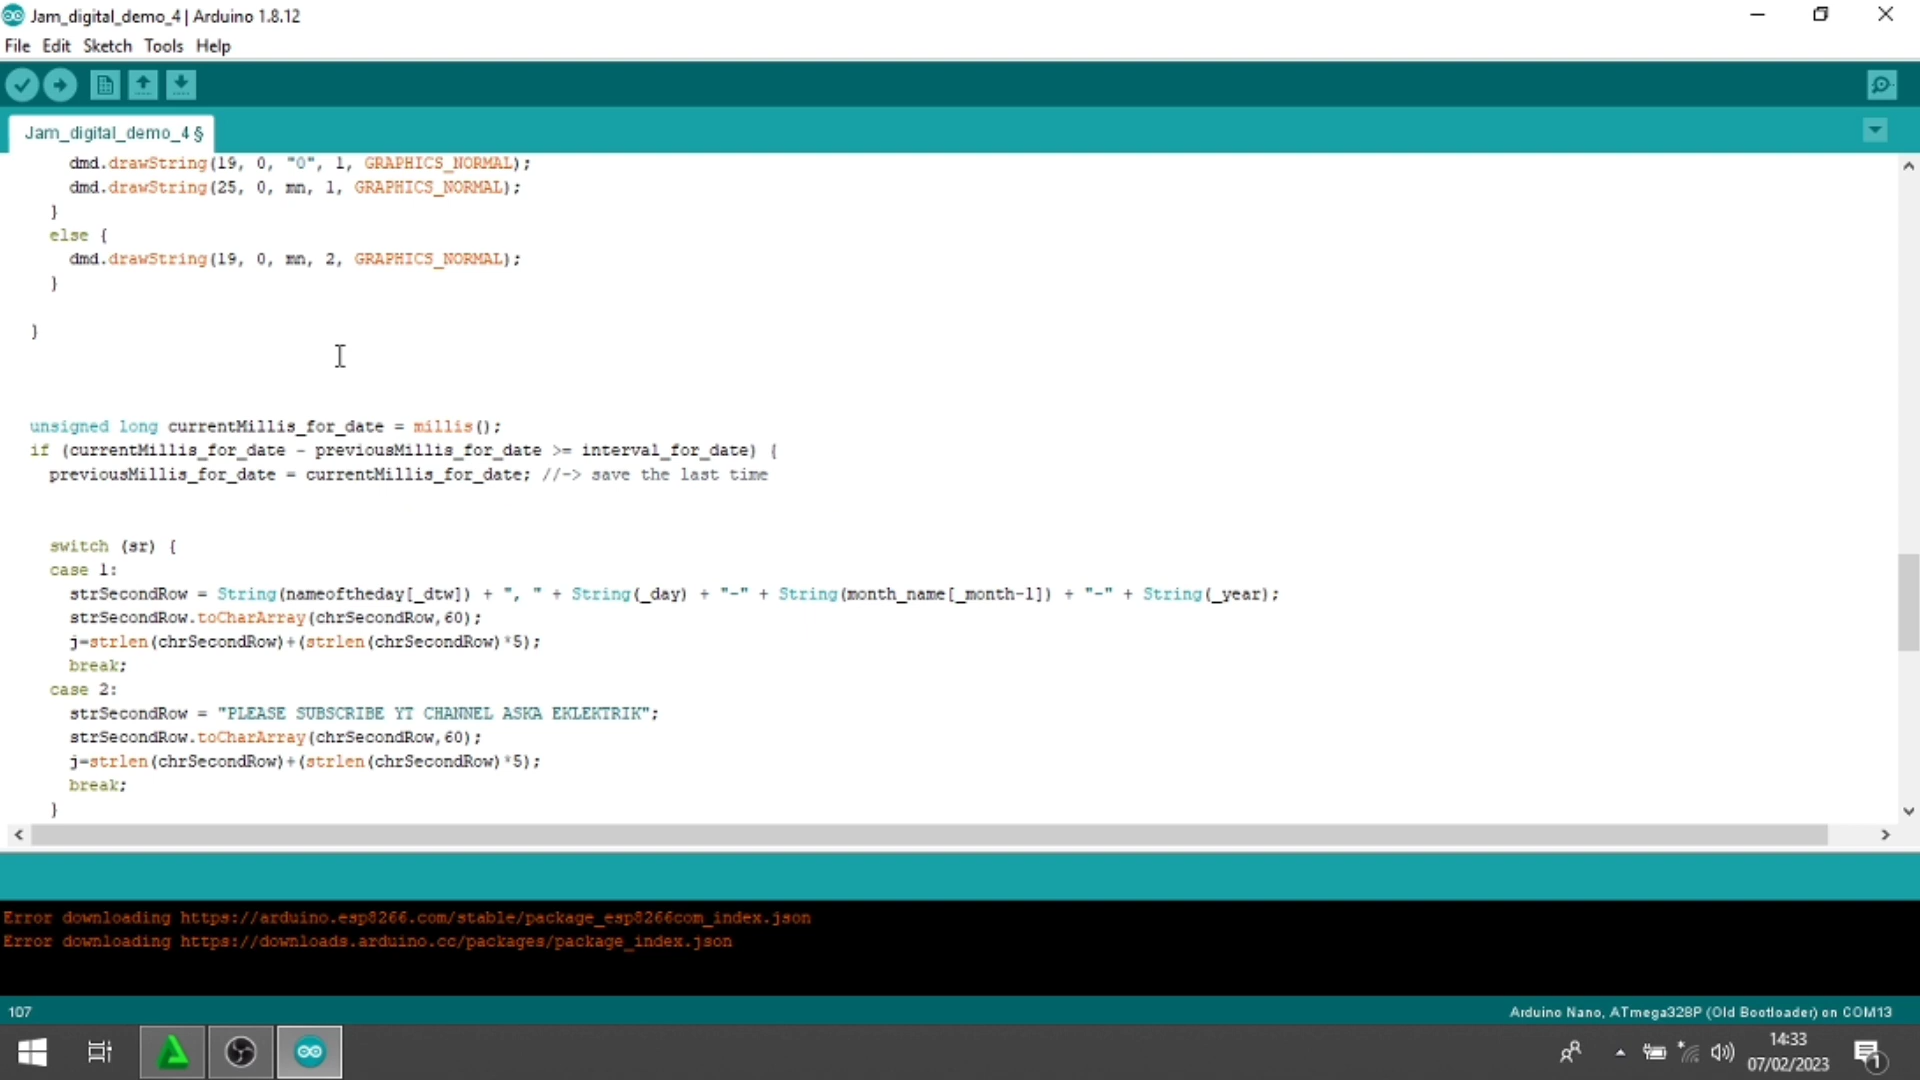 Jam_digital_demo_4 | Arduino 1.8.12
File Edit Sketch Tools Help
Jam_digital_demo_4 §
dmd.drawString(19, 0, "0", 1, GRAPHICS_NORMAL);
dmd.drawString(25, 0, mn, 1, GRAPHICS_NORMAL);
}
else {
dmd.drawString(19, 0, mn, 2, GRAPHICS_NORMAL);
}
}
unsigned long currentMillis_for_date = millis();
if (currentMillis_for_date - previousMillis_for_date >= interval_for_date) {
previousMillis_for_date = currentMillis_for_date; //-> save the last time
switch (sr) {
case 1:
strSecondRow = String(nameoftheday[_dtw]) + ", " + String(_day) + "-" + String(month_name[_month-1]) + "-" + String(_year);
strSecondRow.toCharArray(chrSecondRow,60);
j=strlen(chrSecondRow)+(strlen(chrSecondRow)*5);
break;
case 2:
strSecondRow = "PLEASE SUBSCRIBE YT CHANNEL ASKA EKLEKTRIK";
strSecondRow.toCharArray(chrSecondRow,60);
j=strlen(chrSecondRow)+(strlen(chrSecondRow)*5);
break;
}
Error downloading https://arduino.esp8266.com/stable/package_esp8266com_index.json
Error downloading https://downloads.arduino.cc/packages/package_index.json
107
Arduino Nano, ATmega328P (Old Bootloader) on COM13
14:33
07/02/2023
1